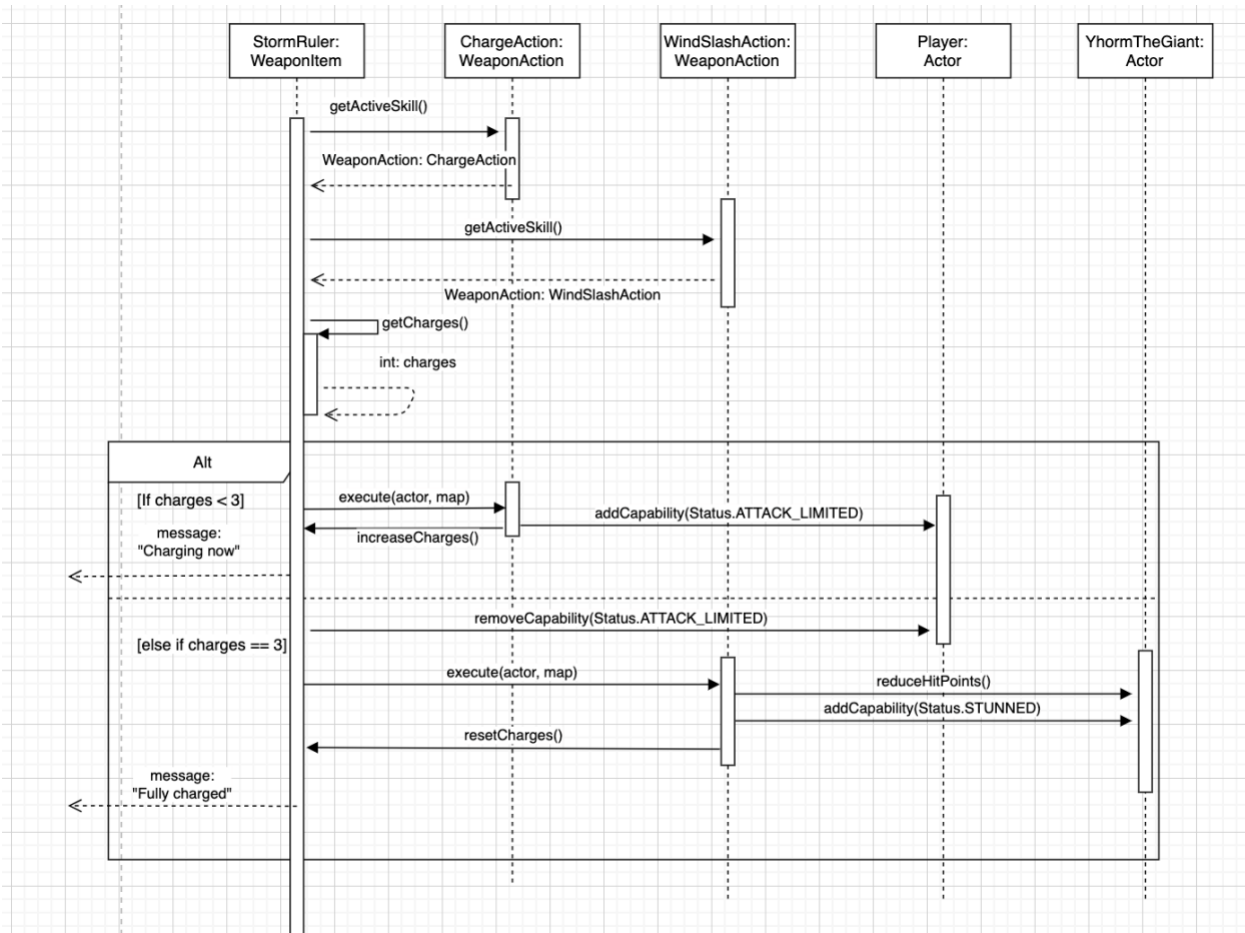 StormRuler:
WeaponItem
ChargeAction:
WeaponAction
WindSlashAction:
WeaponAction
Player:
Actor
YhormTheGiant:
Actor
getActiveSkill()
WeaponAction: ChargeAction
getActiveSkill()
WeaponAction: WindSlashAction
getCharges()
int: charges
Alt
[If charges < 3]
execute(actor, map)
addCapability(Status.ATTACK_LIMITED)
increaseCharges()
message:
"Charging now"
removeCapability(Status.ATTACK_LIMITED)
[else if charges == 3]
execute(actor, map)
reduceHitPoints()
addCapability(Status.STUNNED)
resetCharges()
message:
"Fully charged"